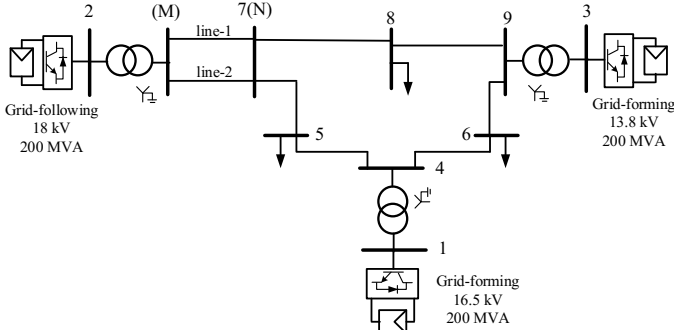 2
(M)
7(N)
8
9
3
line-1
line-2
Grid-following
18 kV
200 MVA
Grid-forming
13.8 kV
200 MVA
5
6
4
1
Grid-forming
16.5 kV
200 MVA